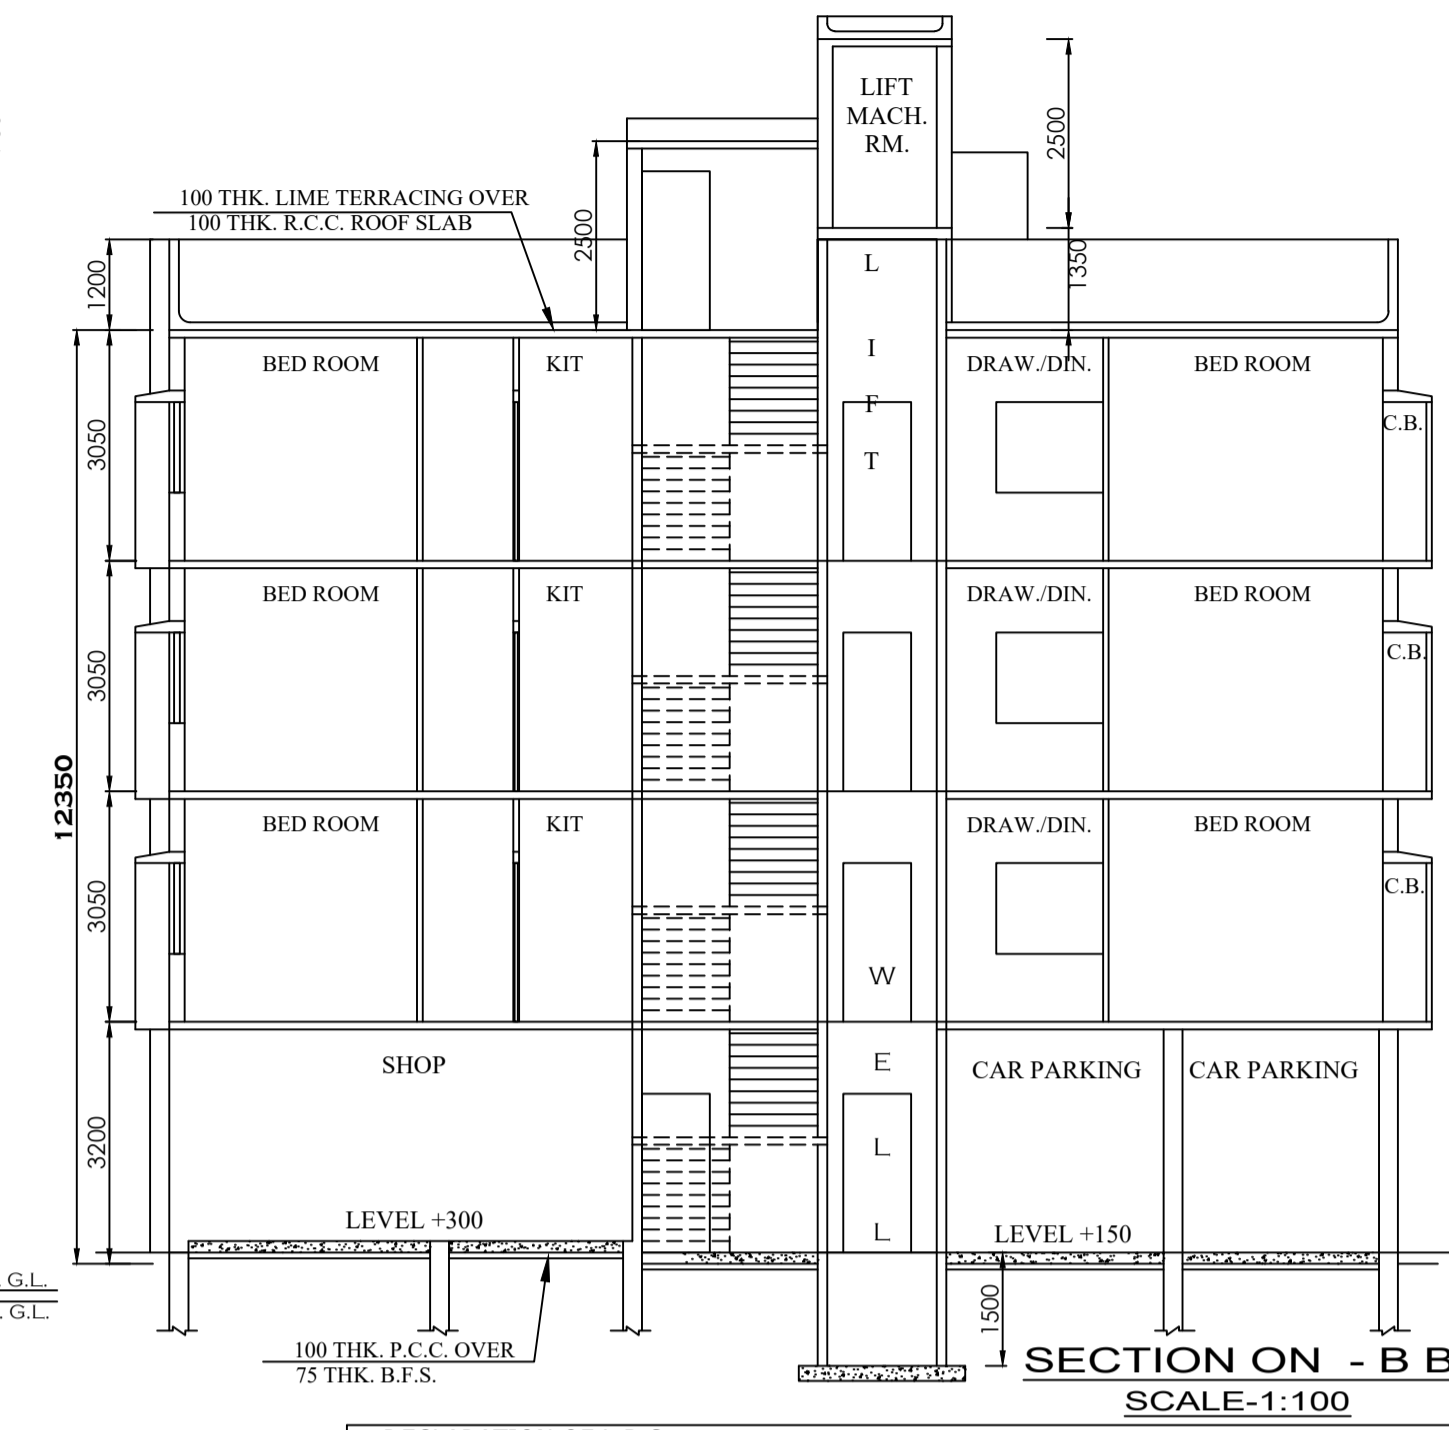 LIFT
MACH.
RM.
2500
100 THK. LIME TERRACING OVER
100 THK. R.C.C. ROOF SLAB
2500
1200
1350
L
I
F
T
BED ROOM
KIT
DRAW./DIN.
BED ROOM
C.B.
3050
BED ROOM
KIT
DRAW./DIN.
BED ROOM
C.B.
3050
12350
BED ROOM
KIT
DRAW./DIN.
BED ROOM
C.B.
3050
W
E
L
L
SHOP
CAR PARKING
CAR PARKING
3200
LEVEL +300
LEVEL +150
G.L.
G.L.
1500
100 THK. P.C.C. OVER
75 THK. B.F.S.
SECTION ON - B B
SCALE-1:100